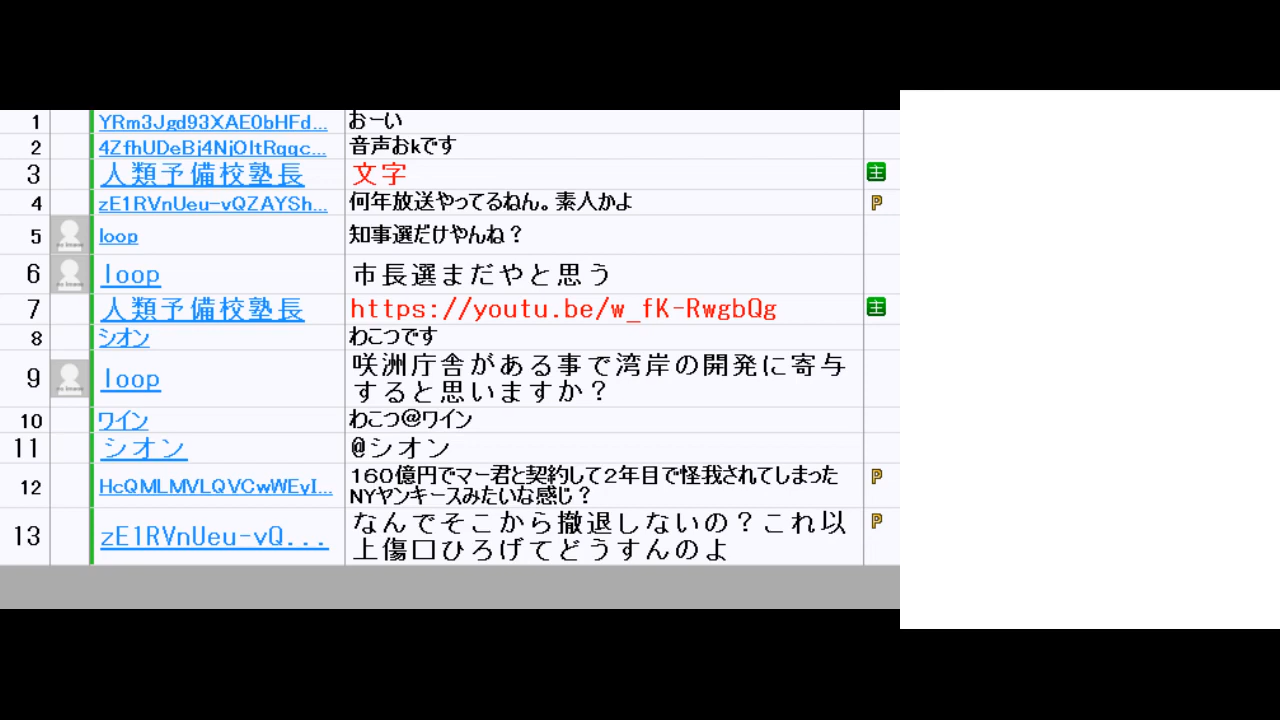 1 YRm3Jgd93XAE0bHFd... おーい
2 4ZfhUDeBj4NjOItRqqc... 音声おkです
3 人類予備校塾長 文字 主
4 zE1RVnUeu-vQZAYSh... 何年放送やってるねん。素人かよ P
5 loop 知事選だけやんね？
6 loop 市長選まだやと思う
7 人類予備校塾長 https://youtu.be/w_fK-RwgbQg 主
8 シオン わこつです
9 loop 咲洲庁舎がある事で湾岸の開発に寄与
すると思いますか？
10 ワイン わこつ@ワイン
11 シオン @シオン
12 HcQMLMVLQVCwWEyI... 160億円でマー君と契約して2年目で怪我されてしまった P
NYヤンキースみたいな感じ？
13 zE1RVnUeu-vQ... なんでそこから撤退しないの？これ以 P
上傷口ひろげてどうすんのよ